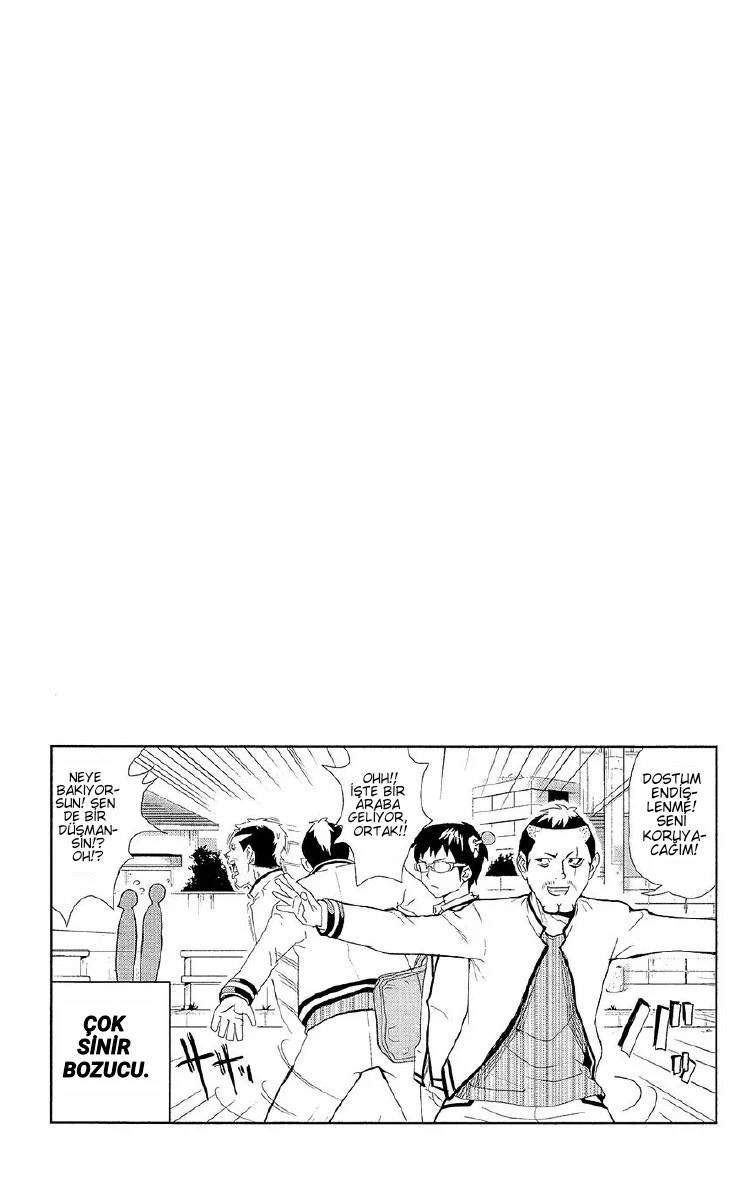 DOSTUM
ENDİŞ-
LENME!
SENİ
KORUYA-
CAĞIM!
OHH!!
İŞTE BİR
ARABA
GELİYOR,
ORTAK!!
NEYE
BAKIYOR-
SUN! SEN
DE BİR
DÜŞMAN-
SIN!?
OH!?
ÇOK
SİNİR
BOZUCU.